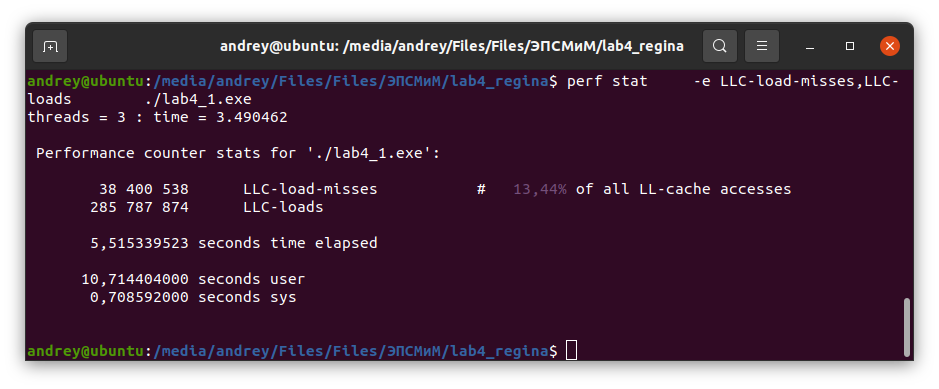 andrey@ubuntu: /media/andrey/Files/Files/ЭПСМиМ/lab4_regina
andrey@ubuntu:/media/andrey/Files/Files/ЭПСМиМ/lab4_regina$ perf stat     -e LLC-load-misses,LLC-
loads        ./lab4_1.exe
threads = 3 : time = 3.490462
Performance counter stats for './lab4_1.exe':
38 400 538      LLC-load-misses           #   13,44% of all LL-cache accesses
285 787 874      LLC-loads
5,515339523 seconds time elapsed
10,714404000 seconds user
0,708592000 seconds sys
andrey@ubuntu:/media/andrey/Files/Files/ЭПСМиМ/lab4_regina$